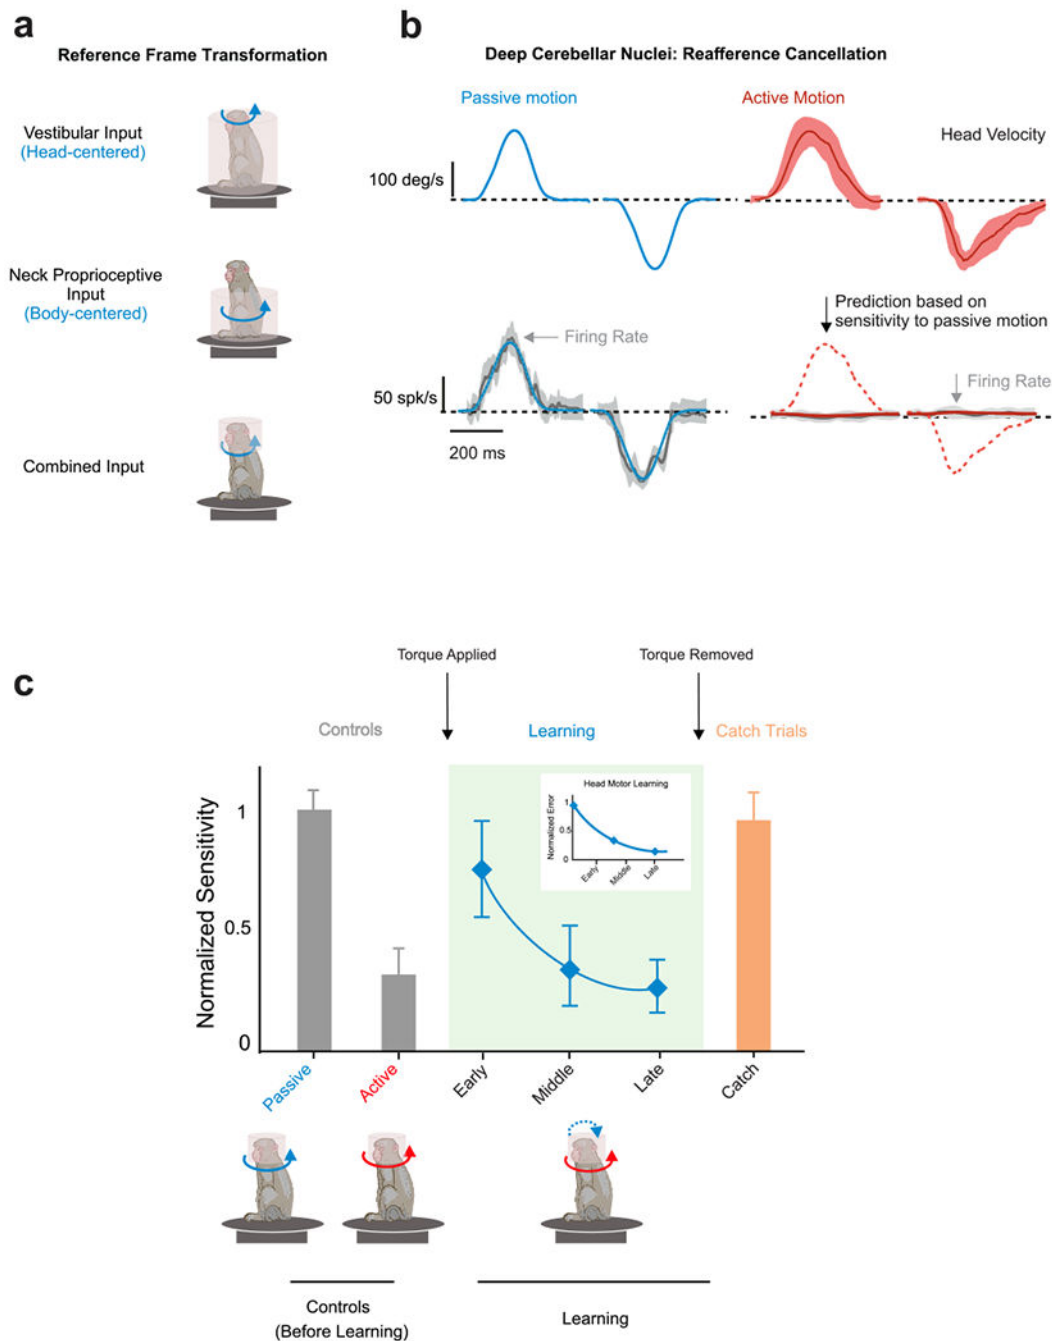 a
Reference Frame Transformation
Vestibular Input
(Head-centered)
Neck Proprioceptive
Input
(Body-centered)
Combined Input
b
Deep Cerebellar Nuclei: Reafference Cancellation
Passive motion
Active Motion
Head Velocity
100 deg/s
Prediction based on
sensitivity to passive motion
Firing Rate
Firing Rate
50 spk/s
200 ms
c
Torque Applied
Torque Removed
Controls
Learning
Catch Trials
Normalized Sensitivity
1
0.5
0
Head Motor Learning
Normalized Error
1
0.5
0
Early
Middle
Late
Passive
Active
Early
Middle
Late
Catch
Controls
(Before Learning)
Learning